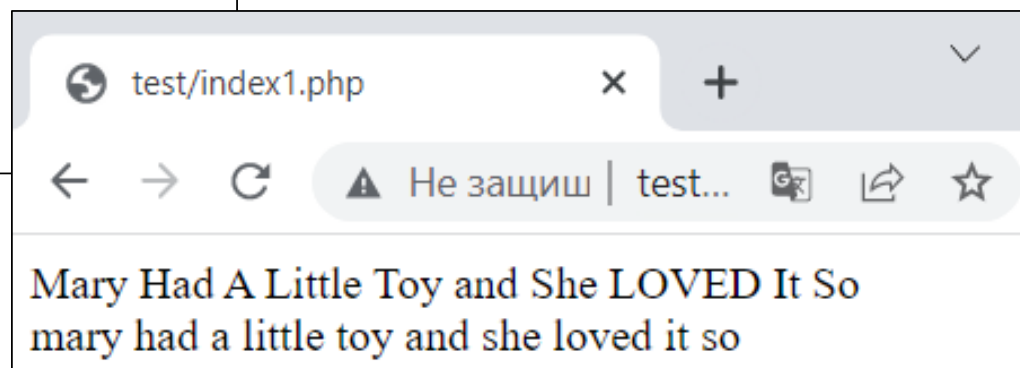 test/index1.php
Не защищ | test...
Mary Had A Little Toy and She LOVED It So
mary had a little toy and she loved it so